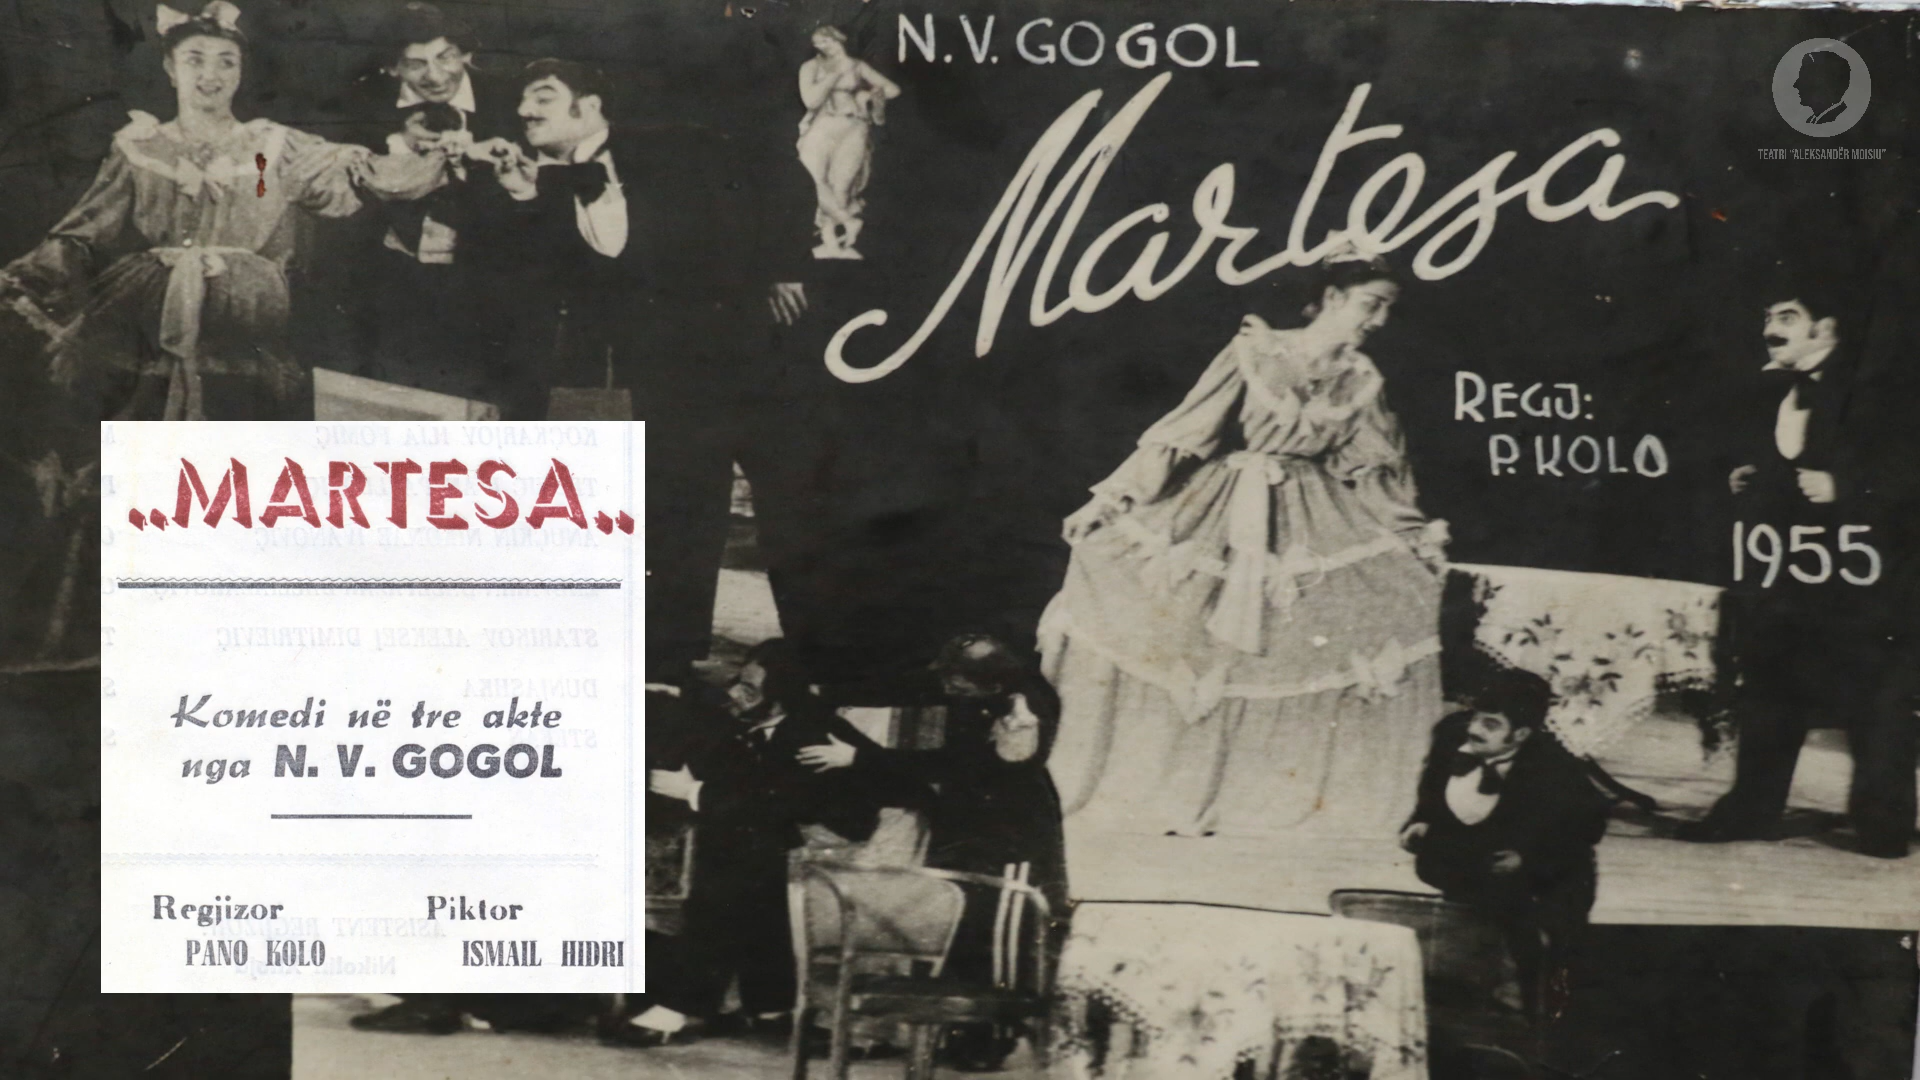 N. V. GOGOL
Martesa
TEATRI "ALEKSANDËR MOISIU"
REGJ:
P. KOLO
1955
„MARTESA„
Komedi në tre akte
nga N. V. GOGOL
Regjizor Piktor
PANO KOLO ISMAIL HIDRI